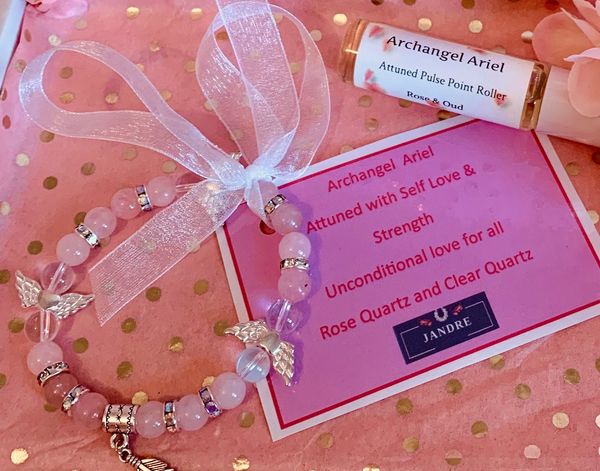 Archangel Ariel
Attuned Pulse Point Roller
Rose & Oud
Archangel Ariel
Attuned with Self Love &
Strength
Unconditional love for all
Rose Quartz and Clear Quartz
JANDRE